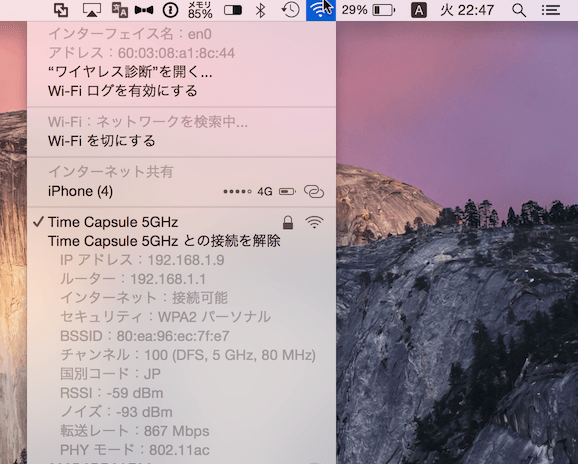 メモリ
85%
29%
A
火 22:47
インターフェイス名：en0
アドレス：60:03:08:a1:8c:44
“ワイヤレス診断”を開く...
Wi-Fi ログを有効にする
Wi-Fi：ネットワークを検索中...
Wi-Fi を切にする
インターネット共有
iPhone (4)
4G
Time Capsule 5GHz
Time Capsule 5GHz との接続を解除
IP アドレス：192.168.1.9
ルーター：192.168.1.1
インターネット：接続可能
セキュリティ：WPA2 パーソナル
BSSID：80:ea:96:ec:7f:e7
チャンネル：100 (DFS, 5 GHz, 80 MHz)
国別コード：JP
RSSI：-59 dBm
ノイズ：-93 dBm
転送レート：867 Mbps
PHY モード：802.11ac